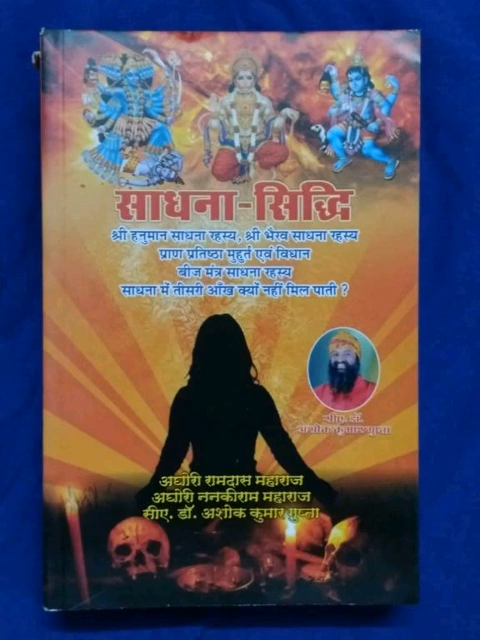 साधना-सिद्धि
श्री हनुमान साधना रहस्य, श्री भैरव साधना रहस्य
प्राण प्रतिष्ठा मुहुर्त एवं विधान
बीज मंत्र साधना रहस्य
साधना में तीसरी आँख क्यों नहीं मिल पाती ?
सीए. डॉ.
अशोक कुमार गुप्ता
अघोरी रामदास महाराज
अघोरी ननकीराम महाराज
सीए. डॉ. अशोक कुमार गुप्ता